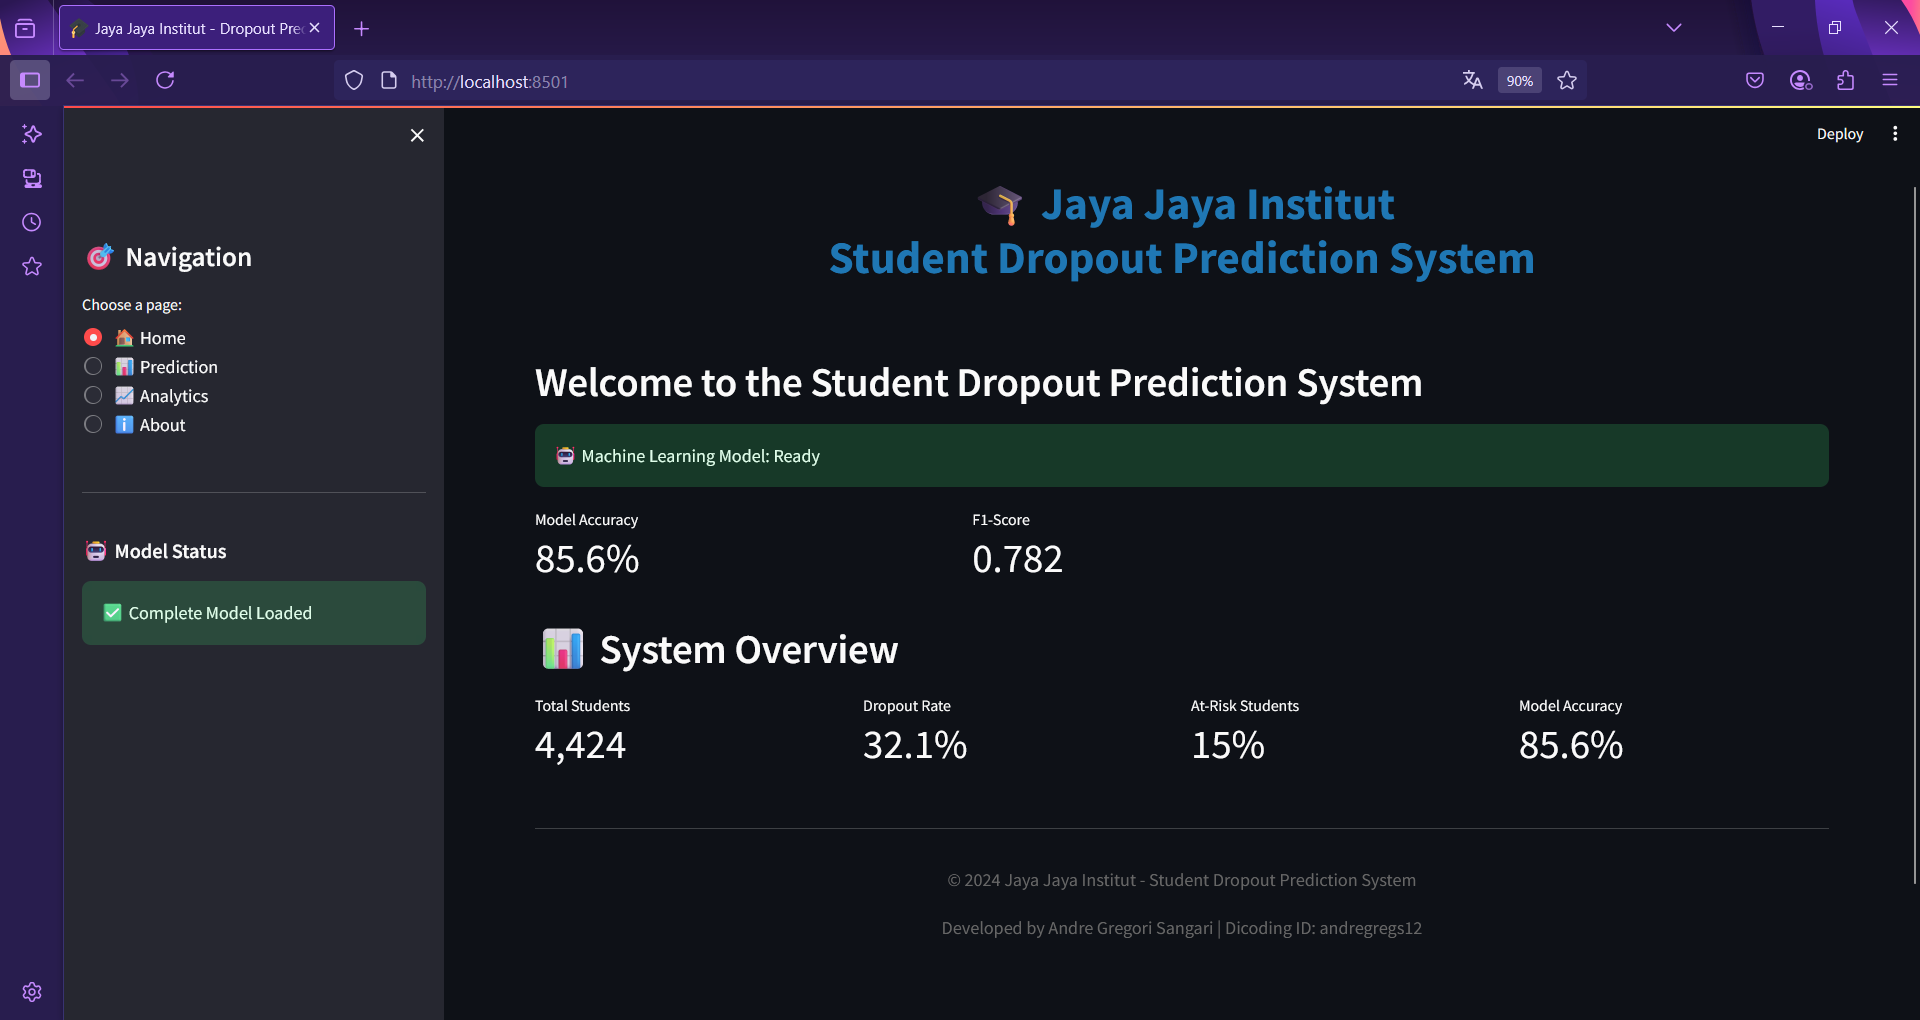 Jaya Jaya Institut - Dropout Pre
http://localhost:8501
90%
Deploy
🎯 Navigation
Choose a page:
🏠 Home
📊 Prediction
📈 Analytics
ℹ️ About
🤖 Model Status
✅ Complete Model Loaded
🎓 Jaya Jaya Institut
Student Dropout Prediction System
Welcome to the Student Dropout Prediction System
🤖 Machine Learning Model: Ready
Model Accuracy
85.6%
F1-Score
0.782
📊 System Overview
Total Students
4,424
Dropout Rate
32.1%
At-Risk Students
15%
Model Accuracy
85.6%
© 2024 Jaya Jaya Institut - Student Dropout Prediction System
Developed by Andre Gregori Sangari | Dicoding ID: andregregs12